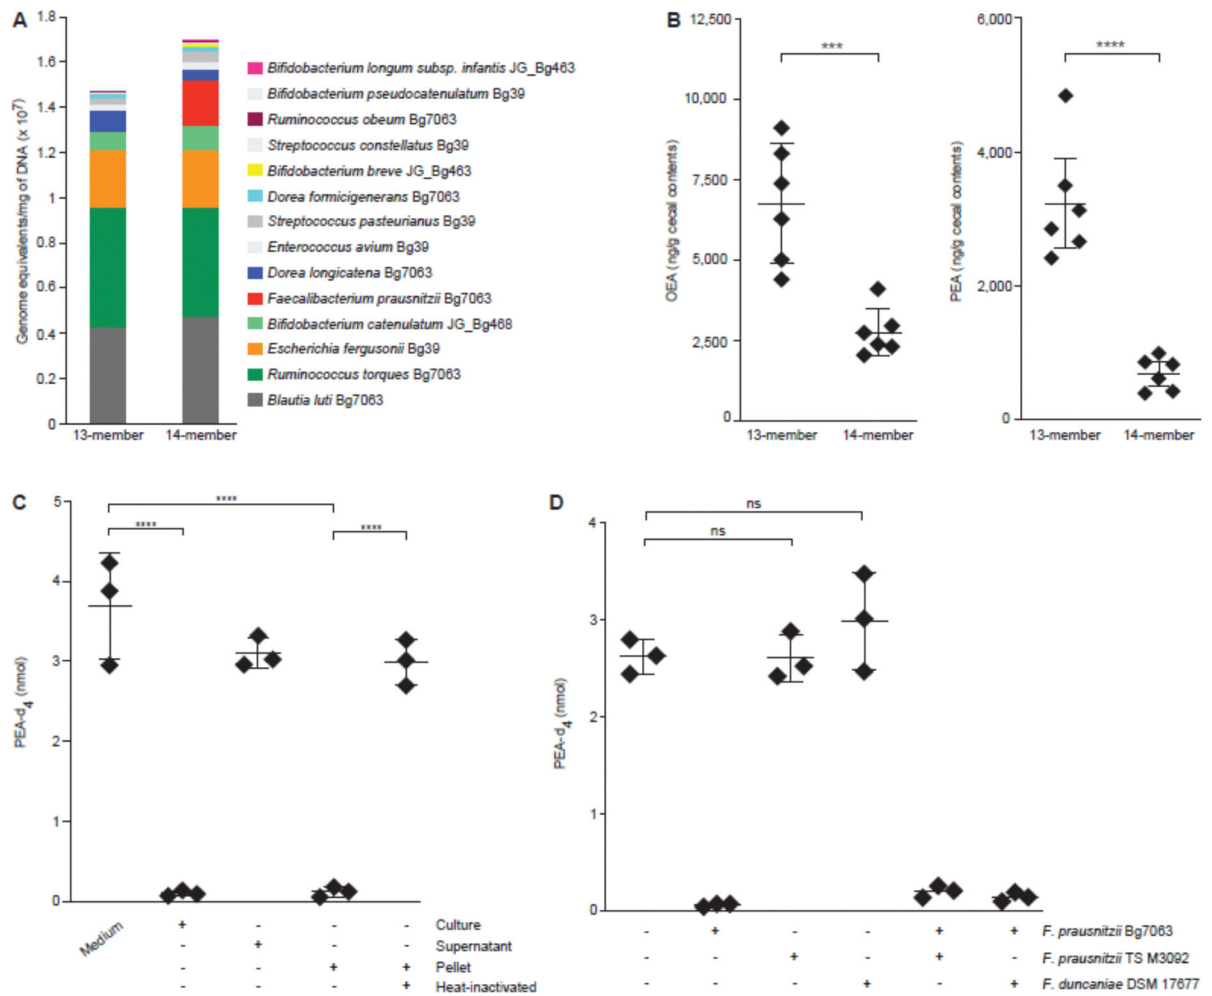 A
Genome equivalents/mg of DNA (x 10⁷)
1.8
1.6
1.4
1.2
1
0.8
0.6
0.4
0.2
0
13-member 14-member
Bifidobacterium longum subsp. infantis JG_Bg463
Bifidobacterium pseudocatenulatum Bg39
Ruminococcus obeum Bg7063
Streptococcus constellatus Bg39
Bifidobacterium breve JG_Bg463
Dorea formicigenerans Bg7063
Streptococcus pasteurianus Bg39
Enterococcus avium Bg39
Dorea longicatena Bg7063
Faecalibacterium prausnitzii Bg7063
Bifidobacterium catenulatum JG_Bg468
Escherichia fergusonii Bg39
Ruminococcus torques Bg7063
Blautia luti Bg7063
B
OEA (ng/g cecal contents)
12,500
10,000
7,500
5,000
2,500
0
***
13-member 14-member
PEA (ng/g cecal contents)
6,000
4,000
2,000
0
****
13-member 14-member
C
PEA-d₄ (nmol)
5
4
3
2
1
0
****
**** ****
Medium
+ - - - Culture
- + - - Supernatant
- - + + Pellet
- - - + Heat-inactivated
D
PEA-d₄ (nmol)
4
3
2
1
0
ns
ns
- + - - + + F. prausnitzii Bg7063
- - + - + - F. prausnitzii TS M3092
- - - + - + F. duncaniae DSM 17677